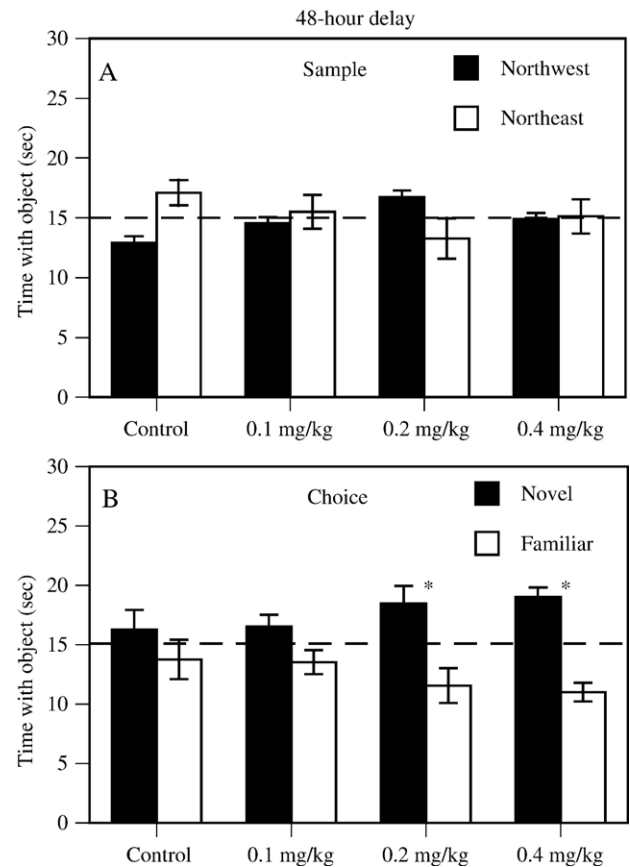 48-hour delay
30
A
Sample
Northwest
25
Northeast
20
15
10
5
0
Time with object (sec)
Control
0.1 mg/kg
0.2 mg/kg
0.4 mg/kg
30
B
Choice
Novel
25
Familiar
20
*
*
15
10
5
0
Time with object (sec)
Control
0.1 mg/kg
0.2 mg/kg
0.4 mg/kg